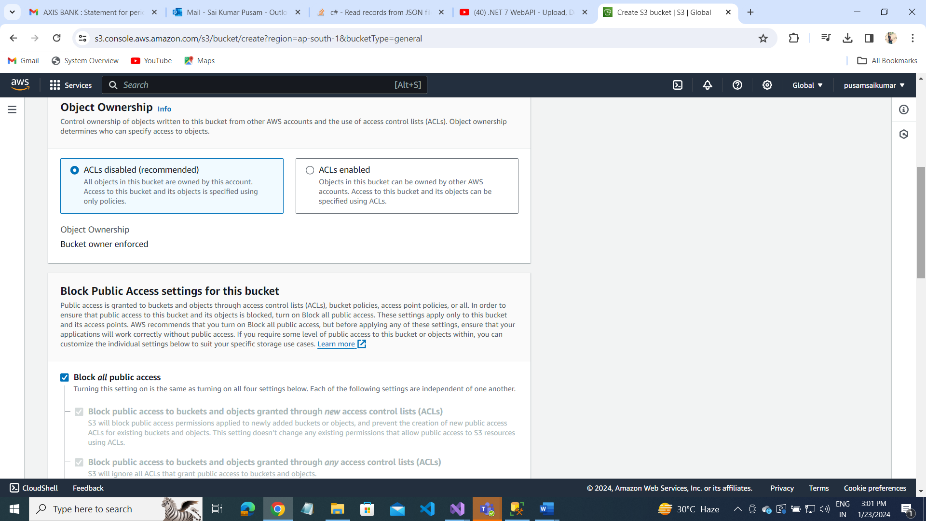 AXIS BANK : Statement for peri
Mail - Sai Kumar Pusam - Outlo
c# - Read records from JSON fi
(40) .NET 7 WebAPI - Upload, D
Create S3 bucket | S3 | Global
s3.console.aws.amazon.com/s3/bucket/create?region=ap-south-1&bucketType=general
Gmail System Overview YouTube Maps All Bookmarks
aws Services Search [Alt+S] Global pusamsaikumar
Object Ownership Info
Control ownership of objects written to this bucket from other AWS accounts and the use of access control lists (ACLs). Object ownership
determines who can specify access to objects.
ACLs disabled (recommended)
All objects in this bucket are owned by this account.
Access to this bucket and its objects is specified using
only policies.
ACLs enabled
Objects in this bucket can be owned by other AWS
accounts. Access to this bucket and its objects can be
specified using ACLs.
Object Ownership
Bucket owner enforced
Block Public Access settings for this bucket
Public access is granted to buckets and objects through access control lists (ACLs), bucket policies, access point policies, or all. In order to
ensure that public access to this bucket and its objects is blocked, turn on Block all public access. These settings apply only to this bucket
and its access points. AWS recommends that you turn on Block all public access, but before applying any of these settings, ensure that your
applications will work correctly without public access. If you require some level of public access to this bucket or objects within, you can
customize the individual settings below to suit your specific storage use cases. Learn more
Block all public access
Turning this setting on is the same as turning on all four settings below. Each of the following settings are independent of one another.
Block public access to buckets and objects granted through new access control lists (ACLs)
S3 will block public access permissions applied to newly added buckets or objects, and prevent the creation of new public access
ACLs for existing buckets and objects. This setting doesn't change any existing permissions that allow public access to S3 resources
using ACLs.
Block public access to buckets and objects granted through any access control lists (ACLs)
S3 will ignore all ACLs that grant public access to buckets and objects.
CloudShell Feedback © 2024, Amazon Web Services, Inc. or its affiliates. Privacy Terms Cookie preferences
Type here to search
30°C Haze
ENG
IN
3:01 PM
1/23/2024